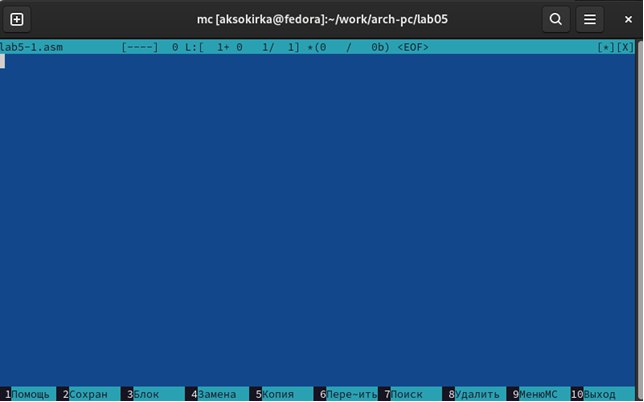 mc [aksokirka@fedora]:~/work/arch-pc/lab05
lab5-1.asm [----] 0 L:[ 1+ 0 1/ 1] *(0 / 0b) <EOF> [*][X]
1Помощь 2Сохран 3Блок 4Замена 5Копия 6Пере~ить 7Поиск 8Удалить 9МенюMC 10Выход